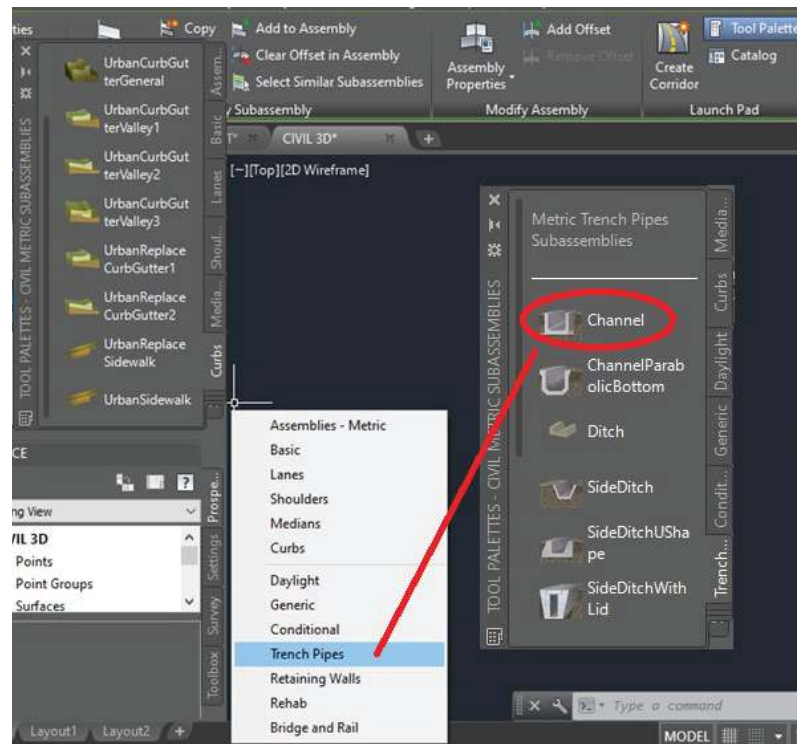 ties
Copy
Add to Assembly
Clear Offset in Assembly
Select Similar Subassemblies
y Subassembly
Assembly
Properties
Add Offset
Remove Offset
Modify Assembly
Create
Corridor
Tool Palette
Catalog
Launch Pad
T*
CIVIL 3D*
[−][Top][2D Wireframe]
TOOL PALETTES - CIVIL METRIC SUBASSEMBLIES
UrbanCurbGut
terGeneral
UrbanCurbGut
terValley1
UrbanCurbGut
terValley2
UrbanCurbGut
terValley3
UrbanReplace
CurbGutter1
UrbanReplace
CurbGutter2
UrbanReplace
Sidewalk
UrbanSidewalk
Assem...
Basic
Lanes
Shoul...
Media...
Curbs
CE
?
ng View
VIL 3D
Points
Point Groups
Surfaces
Prospe...
Settings
Survey
Toolbox
Assemblies - Metric
Basic
Lanes
Shoulders
Medians
Curbs
Daylight
Generic
Conditional
Trench Pipes
Retaining Walls
Rehab
Bridge and Rail
TOOL PALETTES - CIVIL METRIC SUBASSEMBLIES
Metric Trench Pipes
Subassemblies
Channel
ChannelParab
olicBottom
Ditch
SideDitch
SideDitchUSha
pe
SideDitchWith
Lid
Media...
Curbs
Daylight
Generic
Condit...
Trench...
Type a command
Layout1
Layout2
+
MODEL